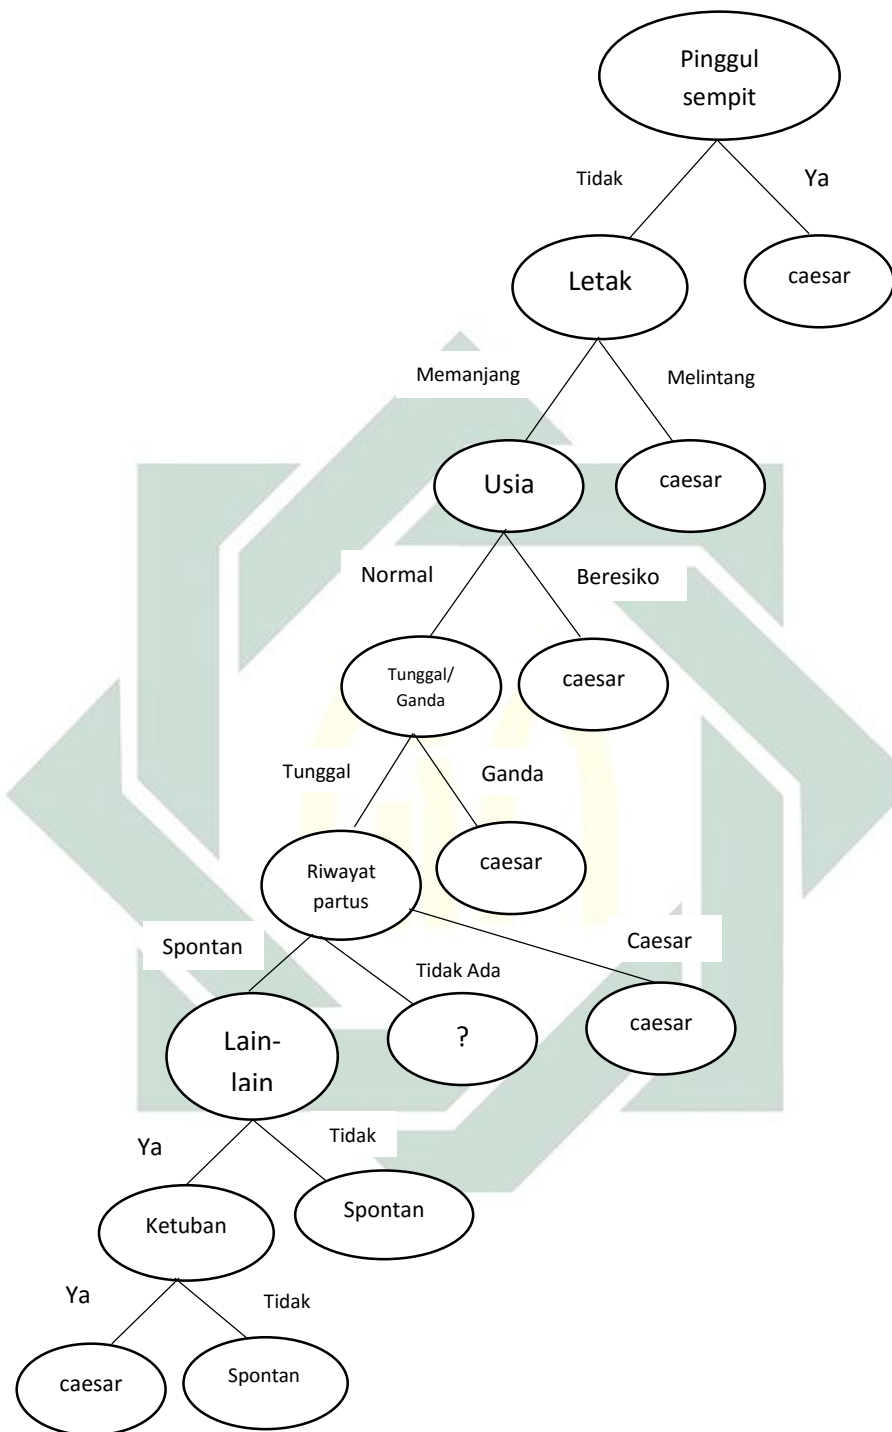 Pinggul
sempit
Tidak
Ya
Letak
caesar
Memanjang
Melintang
Usia
caesar
Normal
Beresiko
Tunggal/
Ganda
caesar
Tunggal
Ganda
Riwayat
partus
caesar
Spontan
Tidak Ada
Caesar
Lain-
lain
?
caesar
Ya
Tidak
Ketuban
Spontan
Ya
Tidak
caesar
Spontan